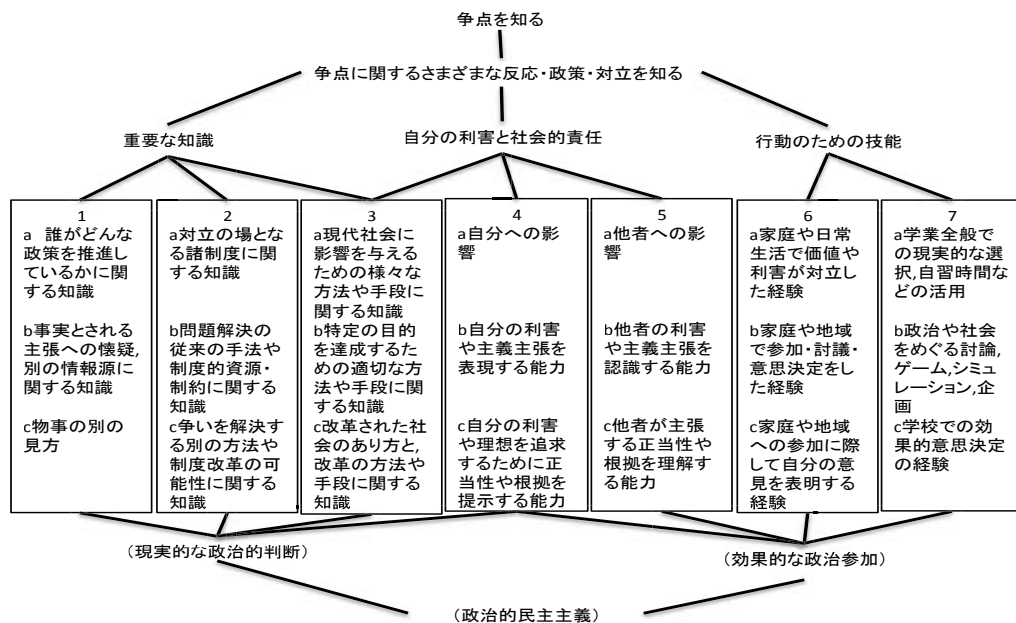 争点を知る
争点に関するさまざまな反応・政策・対立を知る
重要な知識
自分の利害と社会的責任
行動のための技能
1
a 誰がどんな
政策を推進し
ているかに関
する知識
b事実とされる
主張への懐疑,
別の情報源に
関する知識
c物事の別の
見方
2
a対立の場とな
る諸制度に関
する知識
b問題解決の
従来の手法や
制度的資源・
制約に関する
知識
c争いを解決
する別の方法や
制度改革の可
能性に関する
知識
3
a現代社会に
影響を与える
ための様々な
方法や手段に
関する知識
b特定の目的
を達成するた
めの適切な方
法や手段に関
する知識
c改革された社
会のあり方と,
改革の方法や
手段に関する
知識
4
a自分への影
響
b自分の利害
や主義主張を
表現する能力
c自分の利害
や理想を追求
するために正
当性や根拠を
提示する能力
5
a他者への影
響
b他者の利害
や主義主張を
認識する能力
c他者が主張
する正当性や
根拠を理解す
る能力
6
a家庭や日常
生活で価値や
利害が対立し
た経験
b家庭や地域
で参加・討議・
意思決定をし
た経験
c家庭や地域
への参加に際
して自分の意
見を表明する
経験
7
a学業全般で
の現実的な選
択,自習時間な
どの活用
b政治や社会
をめぐる討論,
ゲーム,シミュ
レーション,企
画
c学校での効
果的意思決定
の経験
（現実的な政治的判断）
（効果的な政治参加）
（政治的民主主義）